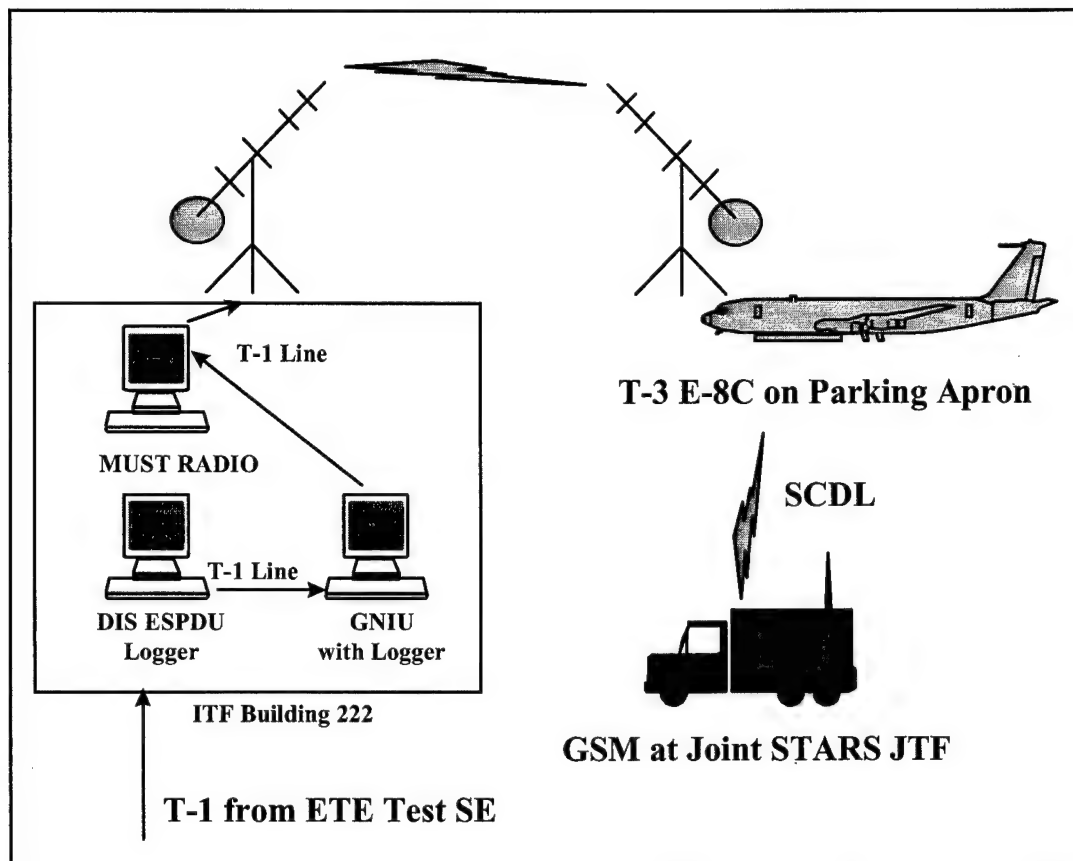 T-1 Line
T-3 E-8C on Parking Apron
MUST RADIO
SCDL
T-1 Line
DIS ESPDU
Logger
GNIU
with Logger
ITF Building 222
GSM at Joint STARS JTF
T-1 from ETE Test SE